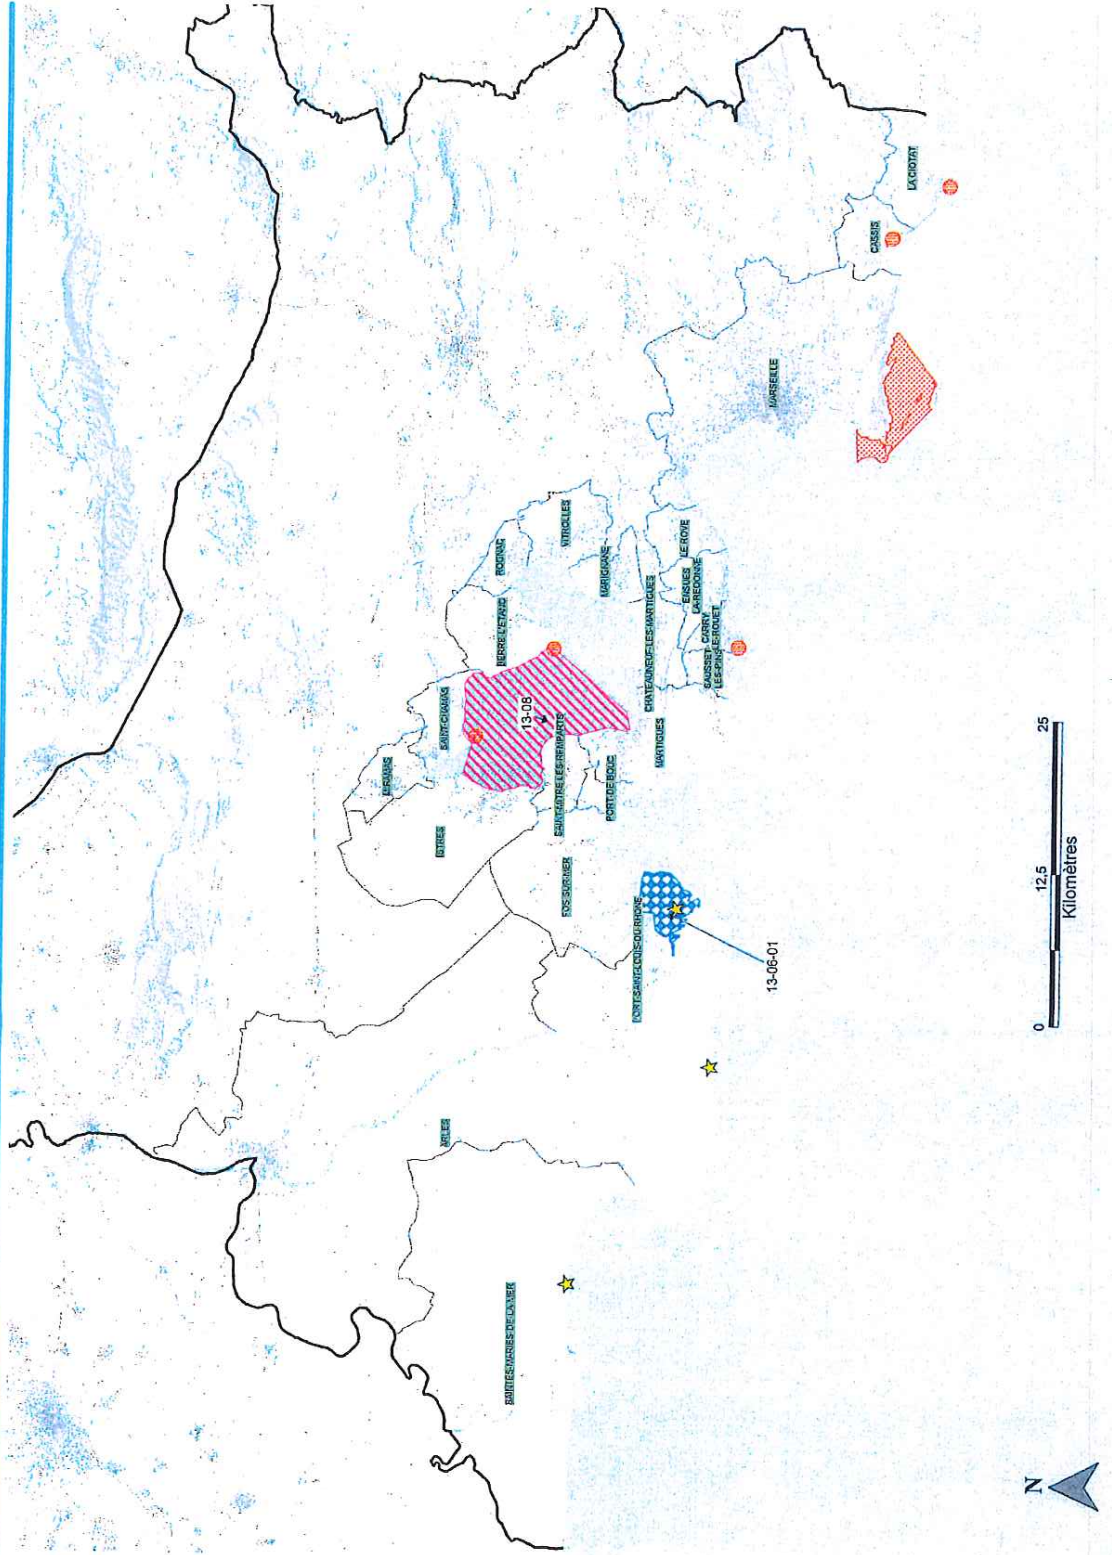 MIRAMAS
ISTRES
SAINT-CHAMAS
BERRE L'ETANG
ROGNAC
VITROLLES
ARLES
13-08
SAINTES-MARIES-DE-LA-MER
FOS-SUR-MER
SAINT-MITRE-LES-REMPARTS
MARIGNANE
PORT-DE-BOUC
PORT-SAINT-LOUIS-DU-RHONE
MARTIGUES
CHATEAUNEUF-LES-MARTIGUES
ENSUES
LA-REDONNE
LE ROVE
SAUSSET-
LES-PINS
CARRY
LE-ROUET
13-06-01
MARSEILLE
CASSIS
LA CIOTAT
N
0 12,5 25
Kilomètres